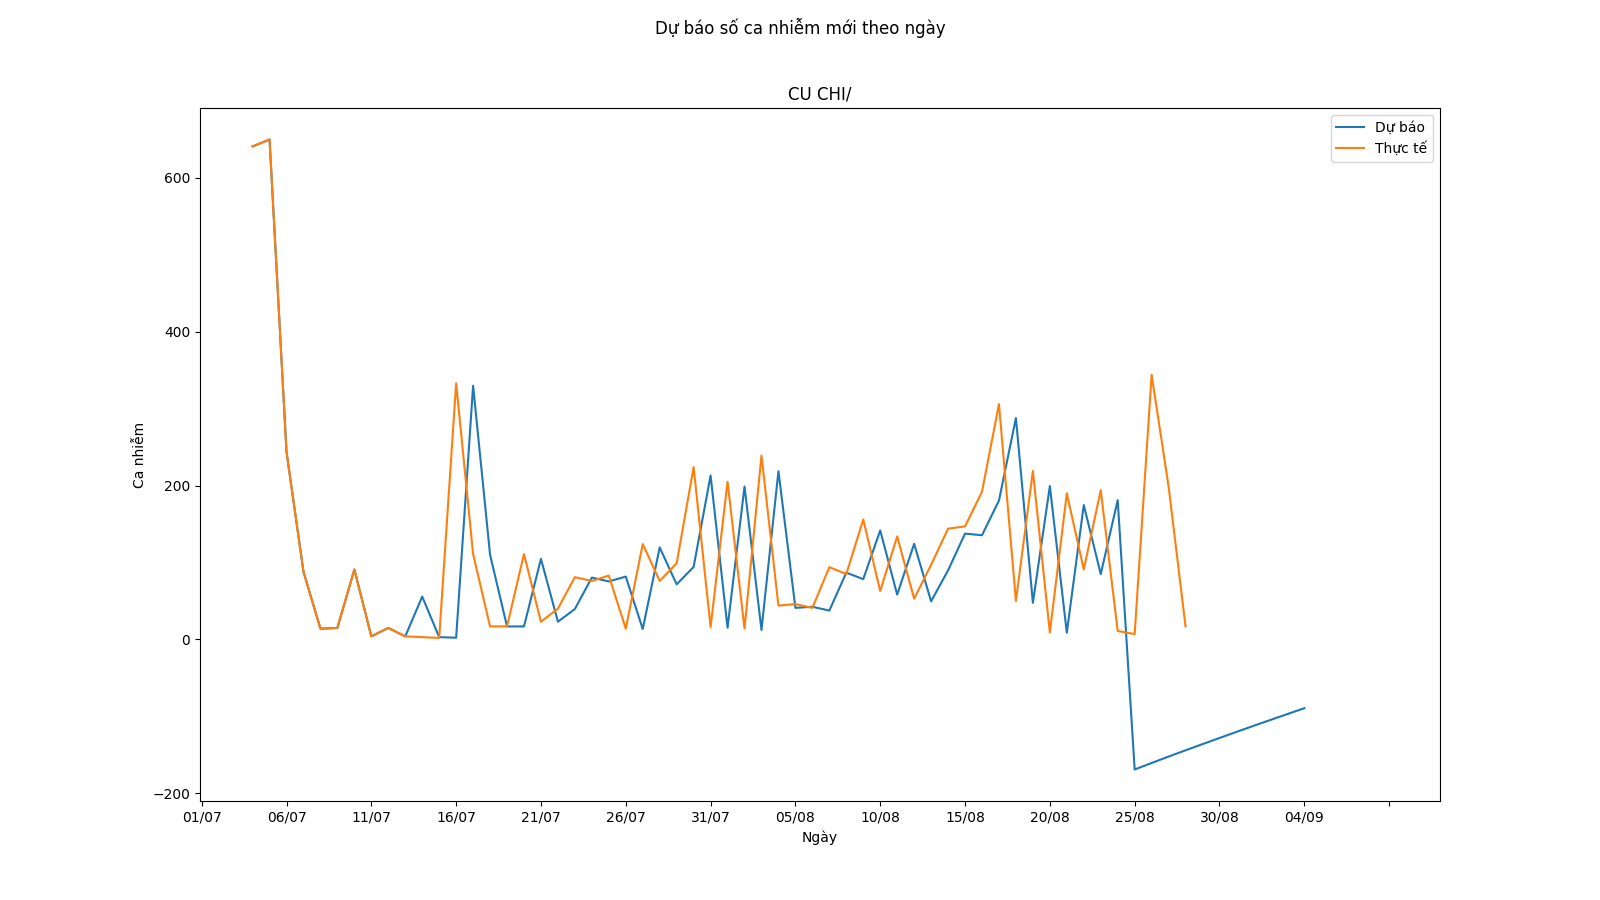 Dự báo số ca nhiễm mới theo ngày
CU CHI/
Dự báo
Thực tế
600
400
200
0
−200
Ca nhiễm
01/07 06/07 11/07 16/07 21/07 26/07 31/07 05/08 10/08 15/08 20/08 25/08 30/08 04/09
Ngày